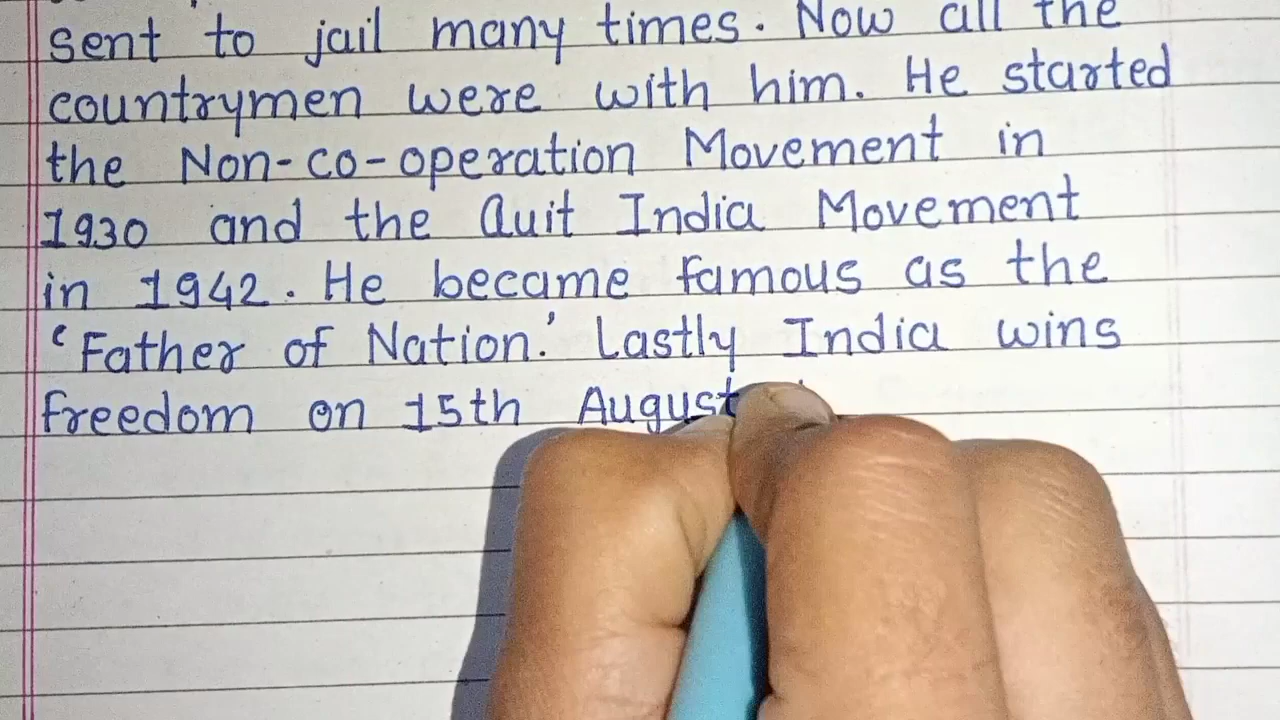 sent to jail many times. Now all the
countrymen were with him. He started
the Non-co-operation Movement in
1930 and the Quit India Movement
in 1942. He became famous as the
'Father of Nation.' Lastly India wins
freedom on 15th August